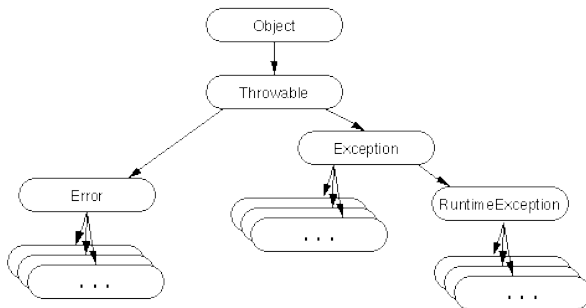 Object
Throwable
Exception
Error
RuntimeException
. . .
. . .
. . .